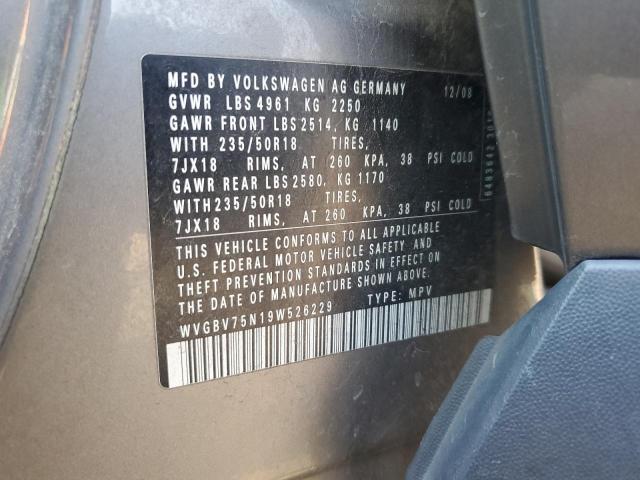 MFD BY VOLKSWAGEN AG GERMANY 12/08
GVWR LBS 4961 KG 2250
GAWR FRONT LBS 2514, KG 1140
WITH 235/50R18 TIRES,
7JX18 RIMS, AT 260 KPA, 38 PSI COLD
GAWR REAR LBS 2580, KG 1170
WITH 235/50R18 TIRES,
7JX18 RIMS, AT 260 KPA, 38 PSI COLD
THIS VEHICLE CONFORMS TO ALL APPLICABLE
U.S. FEDERAL MOTOR VEHICLE SAFETY AND
THEFT PREVENTION STANDARDS IN EFFECT ON
THE DATE OF MANUFACTURE SHOWN ABOVE
WVGBV75N19W526229 TYPE: MPV